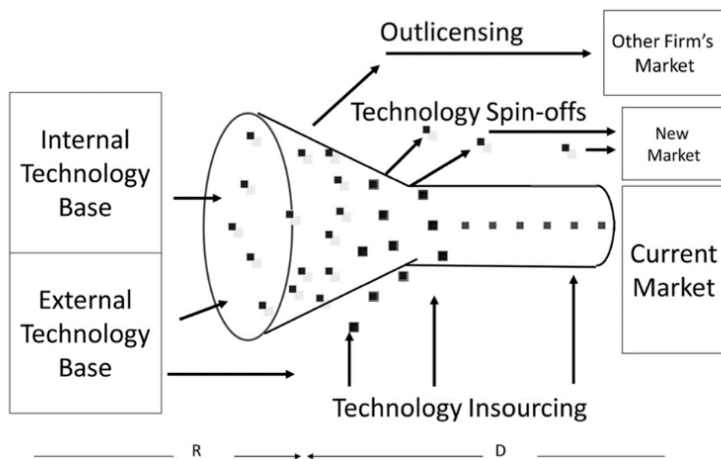 Outlicensing
Other Firm's
Market
Technology Spin-offs
New
Market
Internal
Technology
Base
External
Technology
Base
Current
Market
Technology Insourcing
R
D